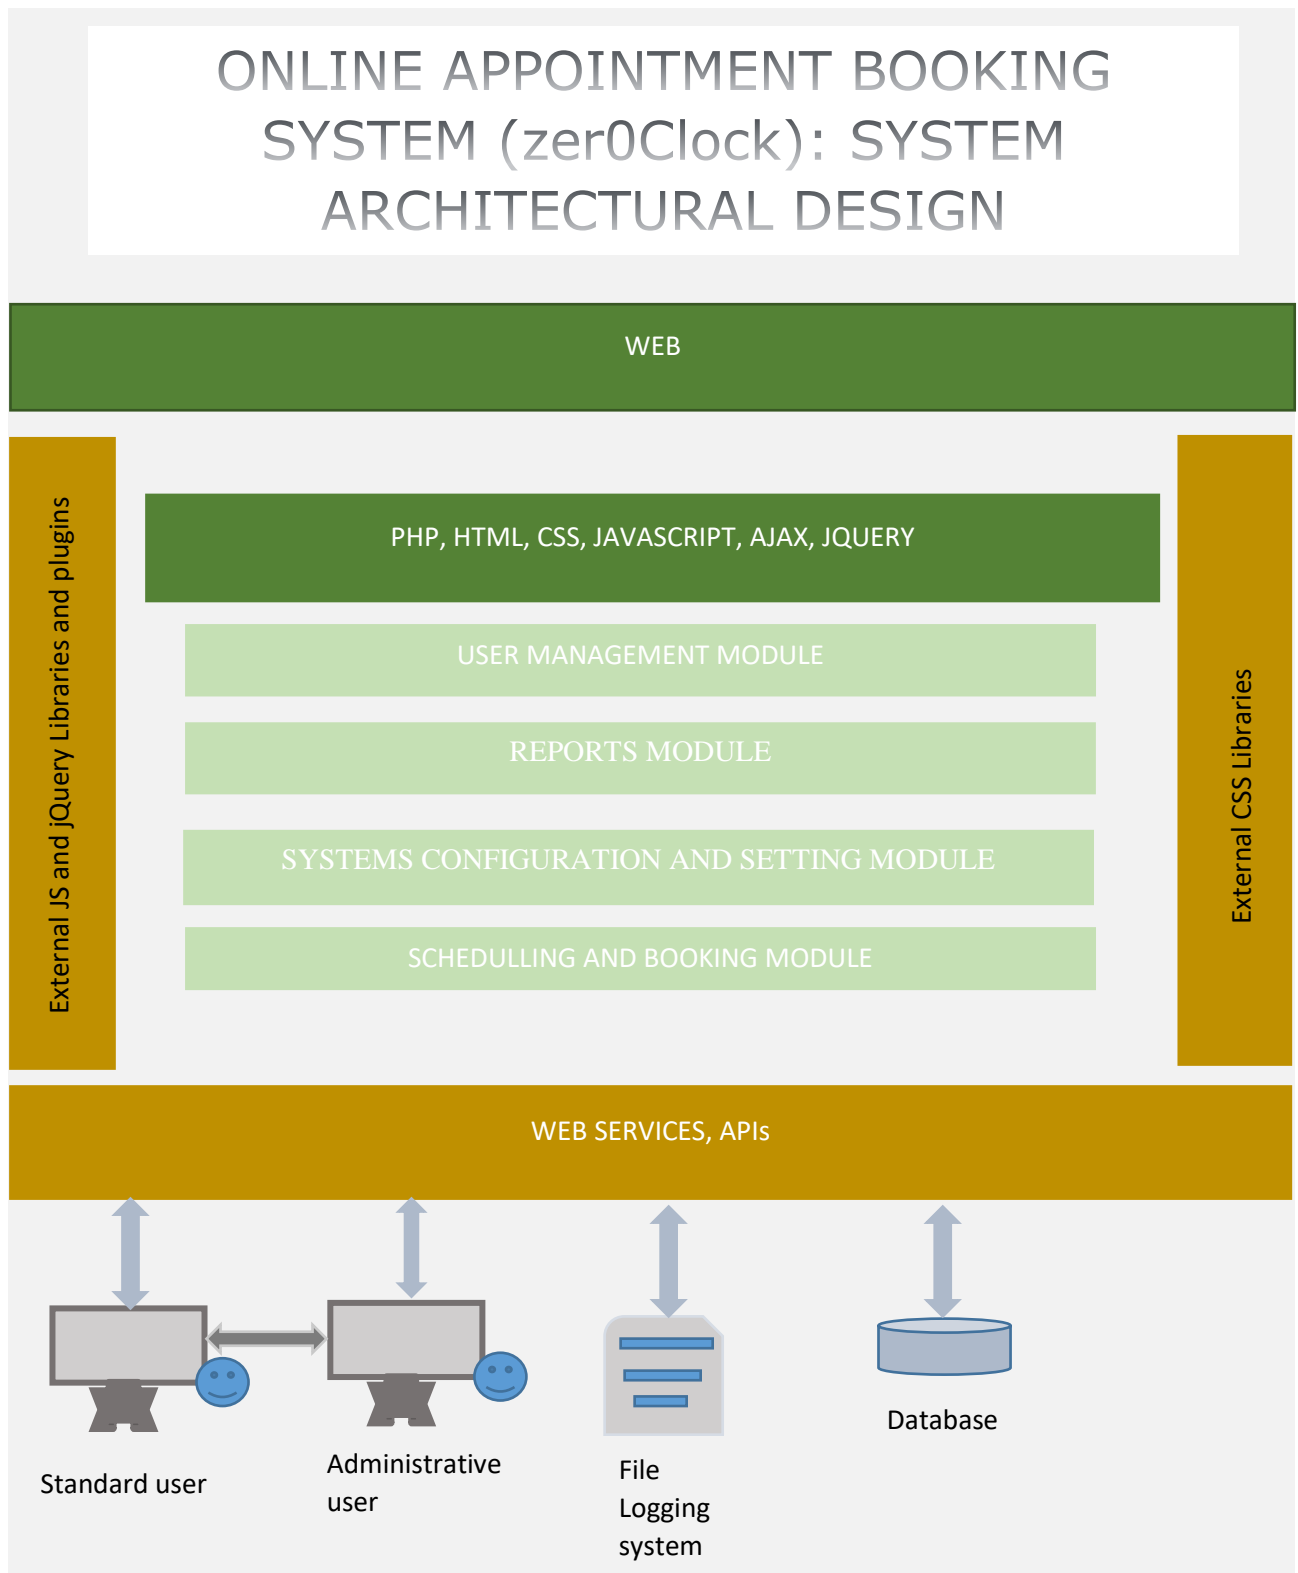 ONLINE APPOINTMENT BOOKING
SYSTEM (zer0Clock): SYSTEM
ARCHITECTURAL DESIGN
WEB
External JS and jQuery Libraries and plugins
PHP, HTML, CSS, JAVASCRIPT, AJAX, JQUERY
USER MANAGEMENT MODULE
REPORTS MODULE
SYSTEMS CONFIGURATION AND SETTING MODULE
SCHEDULLING AND BOOKING MODULE
External CSS Libraries
WEB SERVICES, APIs
Standard user
Administrative
user
File
Logging
system
Database